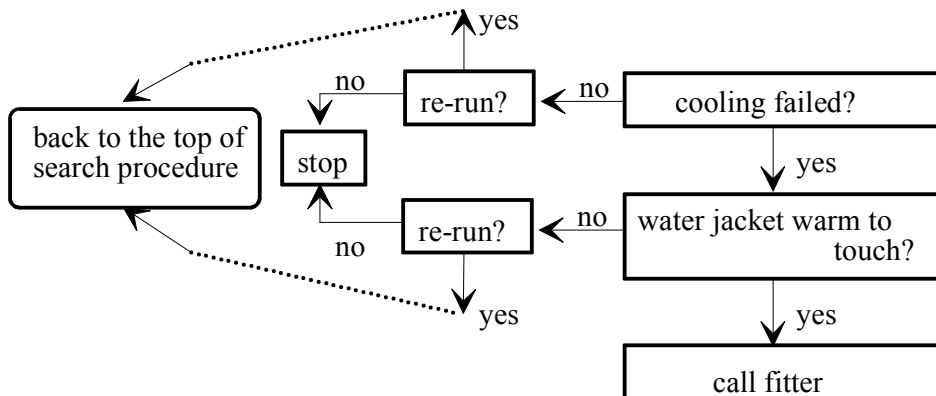 yes
no
re-run?
no
cooling failed?
back to the top of
search procedure
stop
yes
re-run?
no
water jacket warm to
touch?
no
yes
yes
call fitter